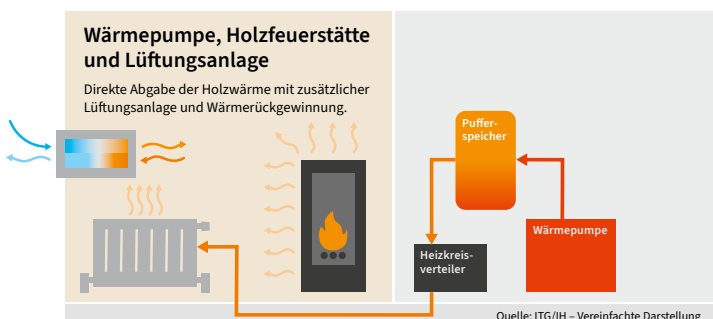 Wärmepumpe, Holzfeuerstätte
und Lüftungsanlage
Direkte Abgabe der Holzwärme mit zusätzlicher
Lüftungsanlage und Wärmerückgewinnung.
Puffer-
speicher
Wärmepumpe
Heizkreis-
verteiler
Quelle: ITG/IH – Vereinfachte Darstellung